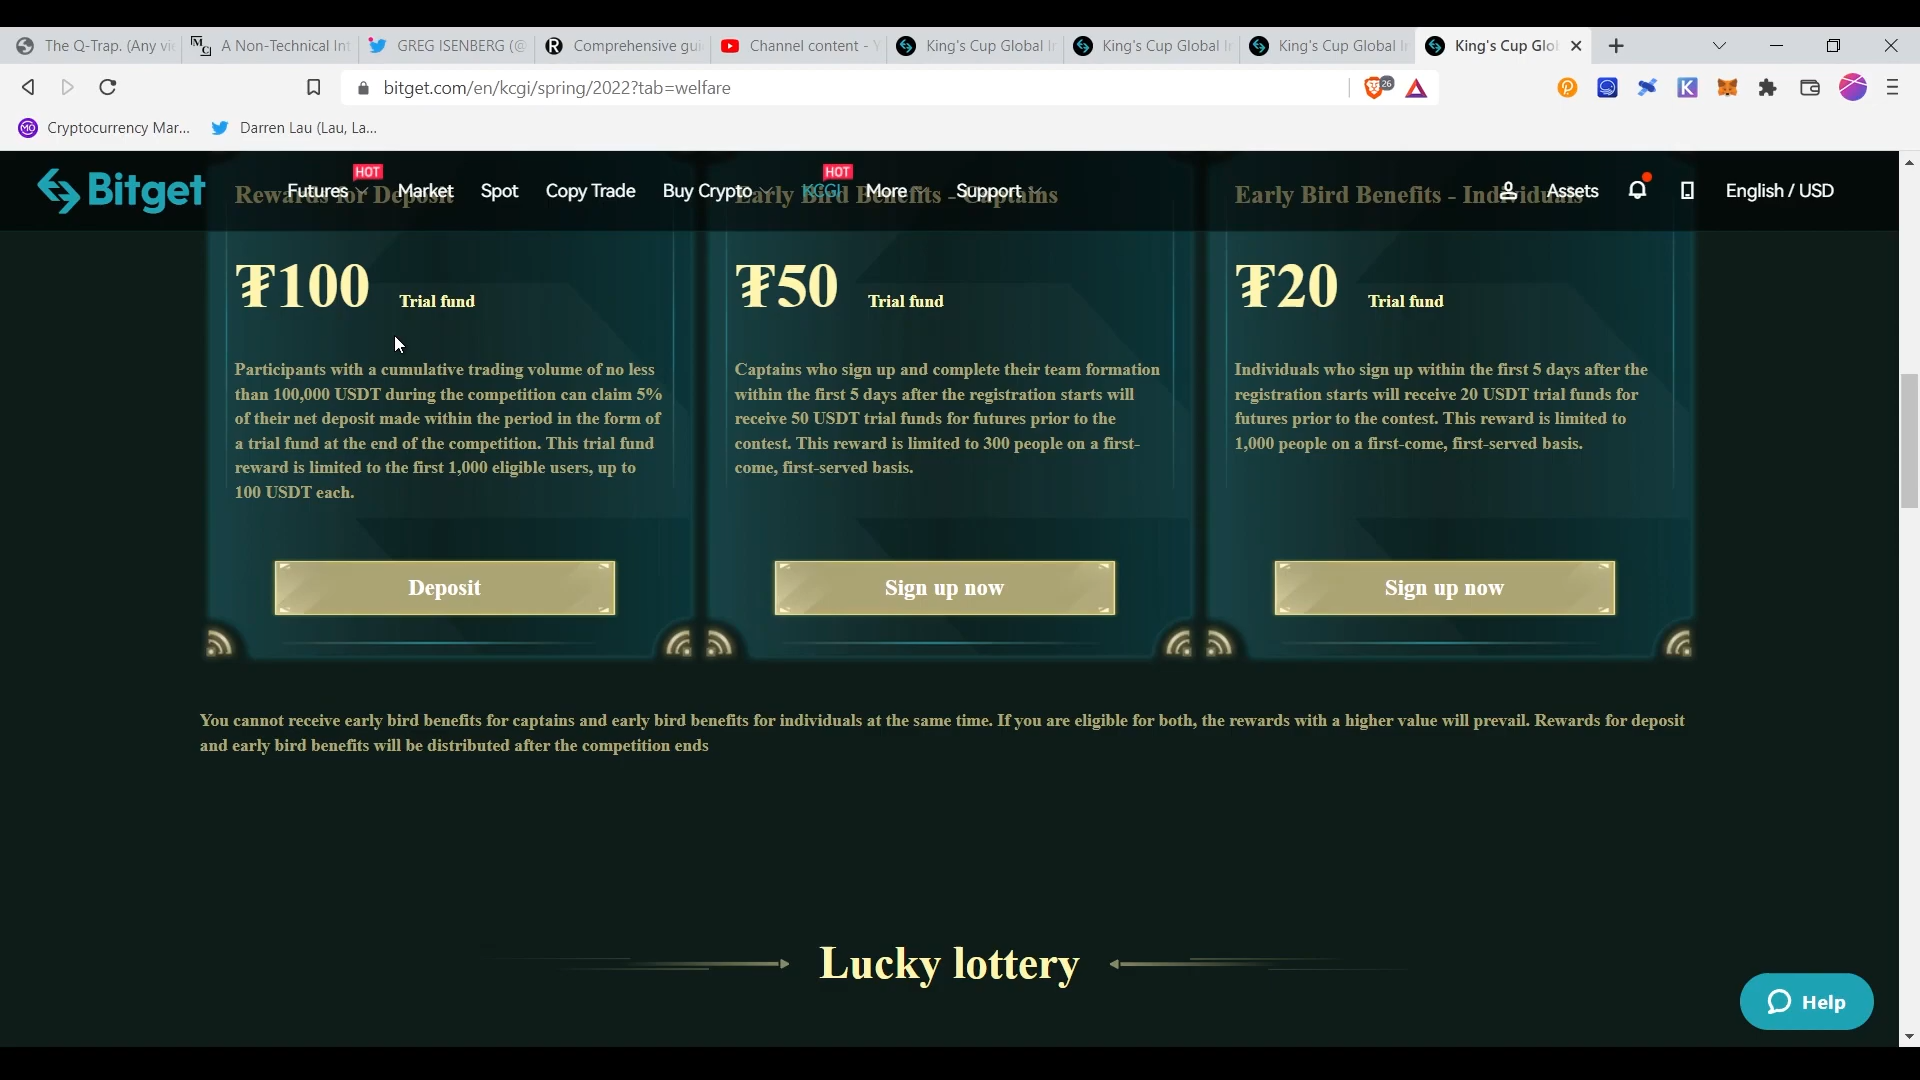 The Q-Trap. (Any vi
A Non-Technical Int
GREG ISENBERG (@
Comprehensive gui
Channel content - Y
King's Cup Global I
King's Cup Global I
King's Cup Global I
King's Cup Glo
bitget.com/en/kcgi/spring/2022?tab=welfare
26
Cryptocurrency Mar...
Darren Lau (Lau, La...
Bitget
HOT
HOT
Futures
Market
Spot
Copy Trade
Buy Crypto
KCGI
More
Support
Assets
English / USD
Rewards for Deposit
Early Bird Benefits - Captains
Early Bird Benefits - Individuals
₮100 Trial fund
₮50 Trial fund
₮20 Trial fund
Participants with a cumulative trading volume of no less
than 100,000 USDT during the competition can claim 5%
of their net deposit made within the period in the form of
a trial fund at the end of the competition. This trial fund
reward is limited to the first 1,000 eligible users, up to
100 USDT each.
Captains who sign up and complete their team formation
within the first 5 days after the registration starts will
receive 50 USDT trial funds for futures prior to the
contest. This reward is limited to 300 people on a first-
come, first-served basis.
Individuals who sign up within the first 5 days after the
registration starts will receive 20 USDT trial funds for
futures prior to the contest. This reward is limited to
1,000 people on a first-come, first-served basis.
Deposit
Sign up now
Sign up now
You cannot receive early bird benefits for captains and early bird benefits for individuals at the same time. If you are eligible for both, the rewards with a higher value will prevail. Rewards for deposit
and early bird benefits will be distributed after the competition ends
Lucky lottery
Help